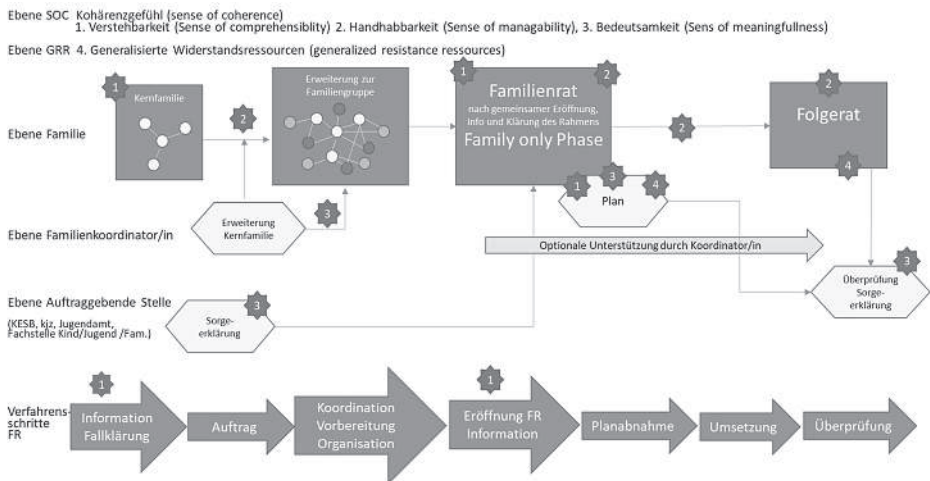 Ebene SOC Kohärenzgefühl (sense of coherence)
1. Verstehbarkeit (Sense of comprehensiblity) 2. Handhabbarkeit (Sense of managability), 3. Bedeutsamkeit (Sens of meaningfullness)
Ebene GRR 4. Generalisierte Widerstandsressourcen (generalized resistance ressources)
1
Kernfamilie
2
Erweiterung zur
Familiengruppe
1
2
Familienrat
nach gemeinsamer Eröffnung,
Info und Klärung des Rahmens
Family only Phase
2
2
Folgerat
4
Ebene Familie
1
3
4
Plan
3
Erweiterung
Kernfamilie
Ebene Familienkoordinator/in
Optionale Unterstützung durch Koordinator/in
3
Überprüfung
Sorge-
erklärung
Ebene Auftraggebende Stelle
(KESB, kjz, Jugendamt,
Fachstelle Kind/Jugend /Fam.)
3
Sorge-
erklärung
1
1
Verfahrens-
schritte
FR
Information
Fallklärung
Auftrag
Koordination
Vorbereitung
Organisation
Eröffnung FR
Information
Planabnahme
Umsetzung
Überprüfung